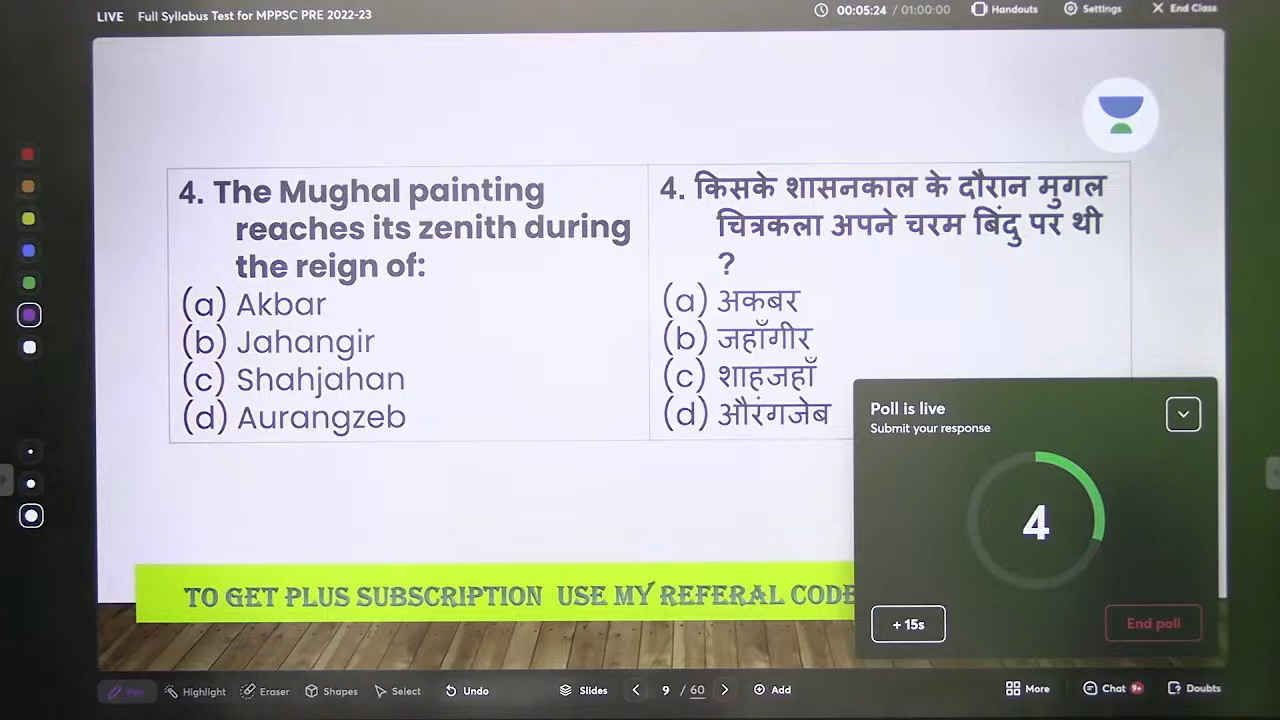 LIVE Full Syllabus Test for MPPSC PRE 2022-23
00:05:24 / 01:00:00 Handouts Settings End Class
4. The Mughal painting
reaches its zenith during
the reign of:
(a) Akbar
(b) Jahangir
(c) Shahjahan
(d) Aurangzeb
4. किसके शासनकाल के दौरान मुगल
चित्रकला अपने चरम बिंदु पर थी
?
(a) अकबर
(b) जहाँगीर
(c) शाहजहाँ
(d) औरंगजेब
Poll is live
Submit your response
4
+ 15s End poll
TO GET PLUS SUBSCRIPTION USE MY REFERAL CODE
Pen Highlight Eraser Shapes Select Undo Slides 9 / 60 Add More Chat 9+ Doubts